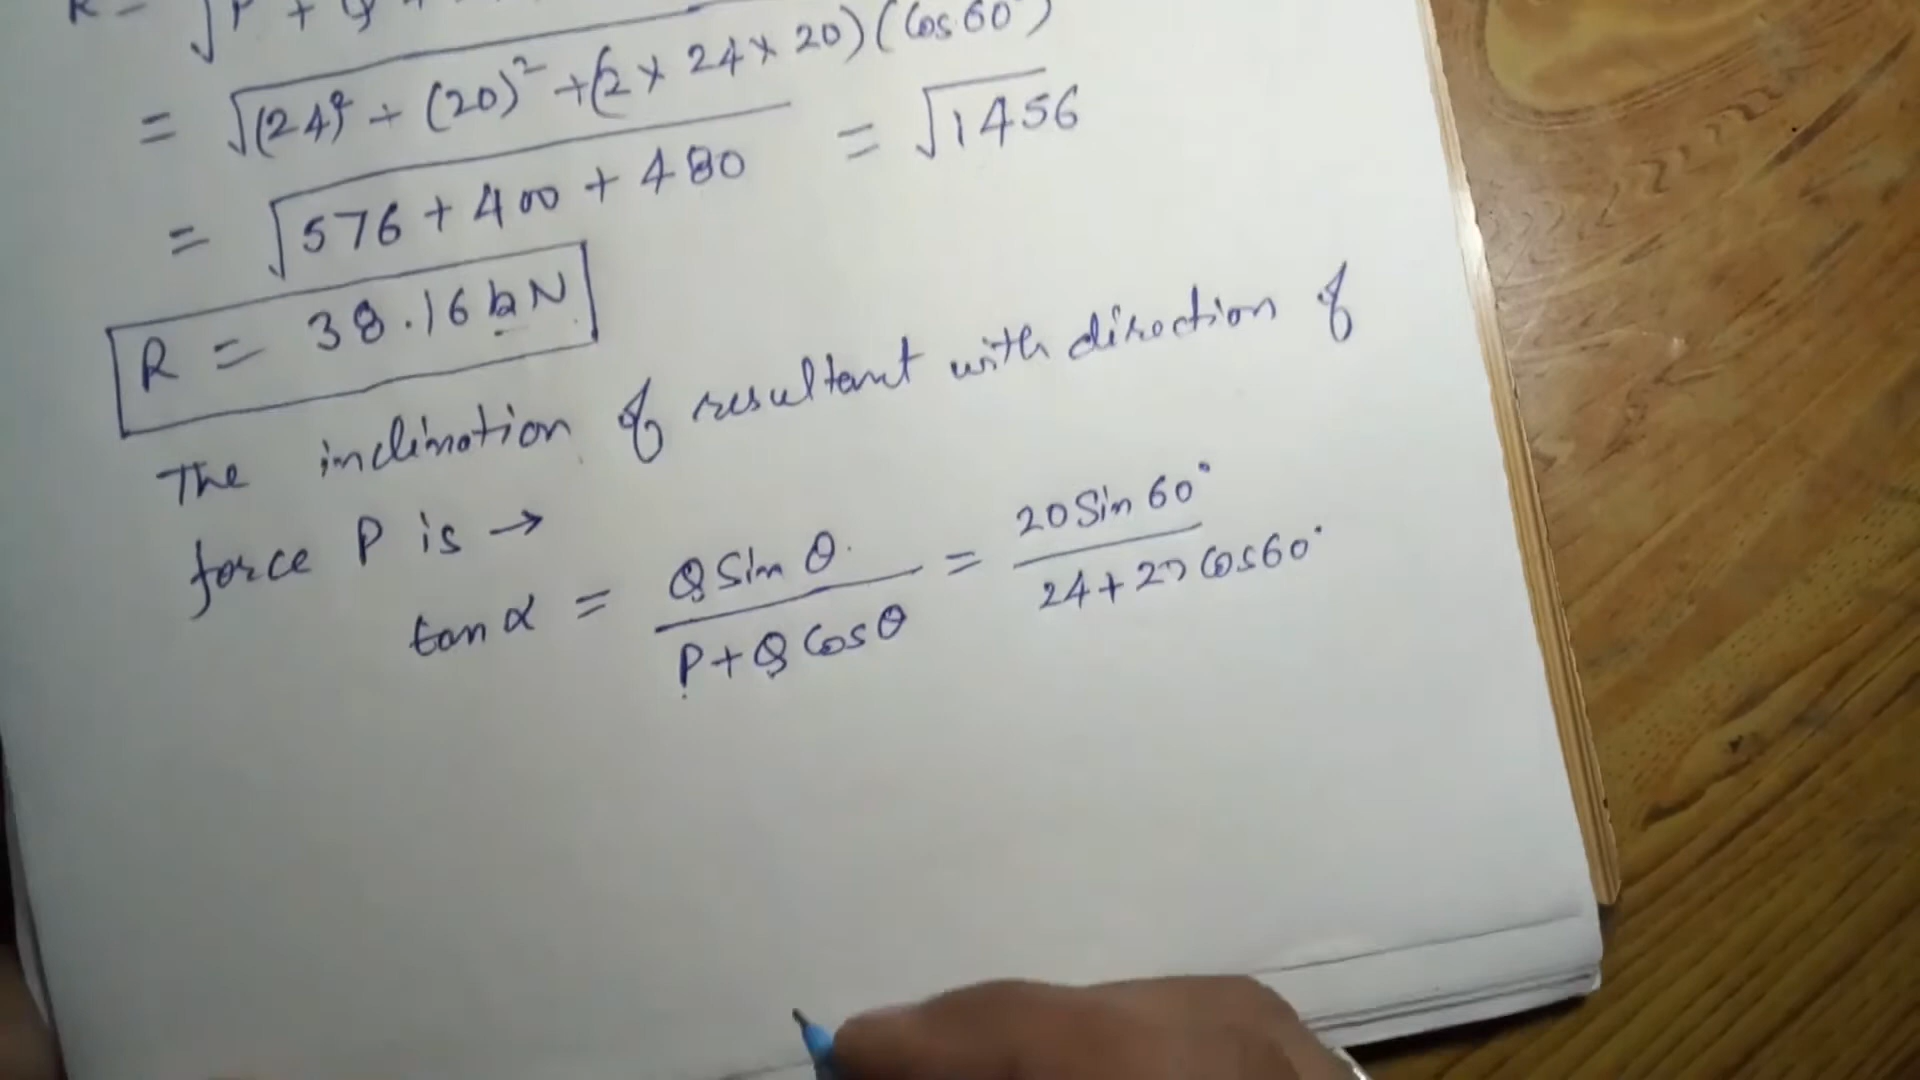 = √(24)² + (20)² + (2 × 24 × 20) (Cos 60°)
= √576 + 400 + 480 = √1456
R = 38.16 kN
The inclination of resultant with direction of
force P is →
tan α = Q Sin θ / P + Q Cos θ = 20 Sin 60° / 24 + 20 Cos 60°